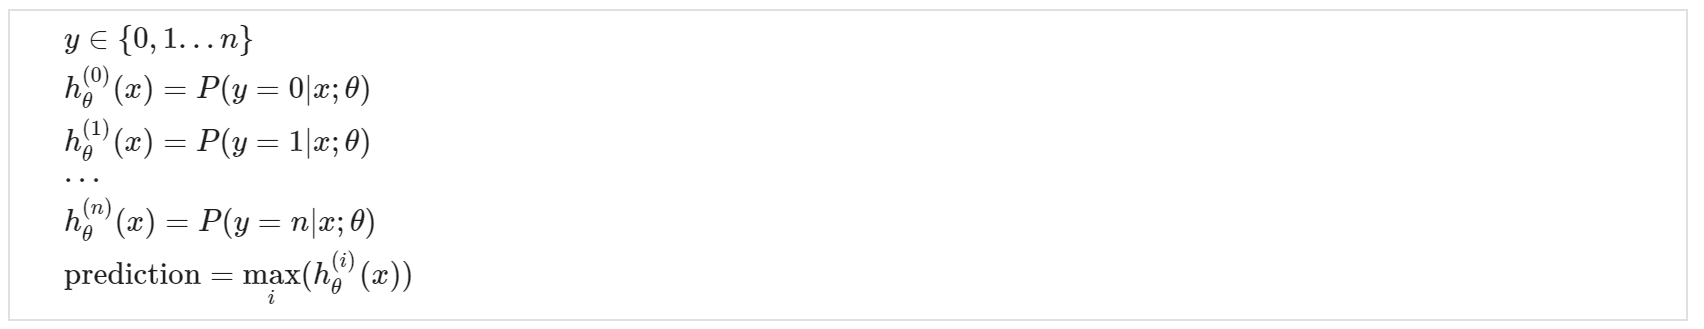 y ∈ {0, 1...n}
h_θ^{(0)}(x) = P(y = 0|x; θ)
h_θ^{(1)}(x) = P(y = 1|x; θ)
...
h_θ^{(n)}(x) = P(y = n|x; θ)
prediction = max_i(h_θ^{(i)}(x))